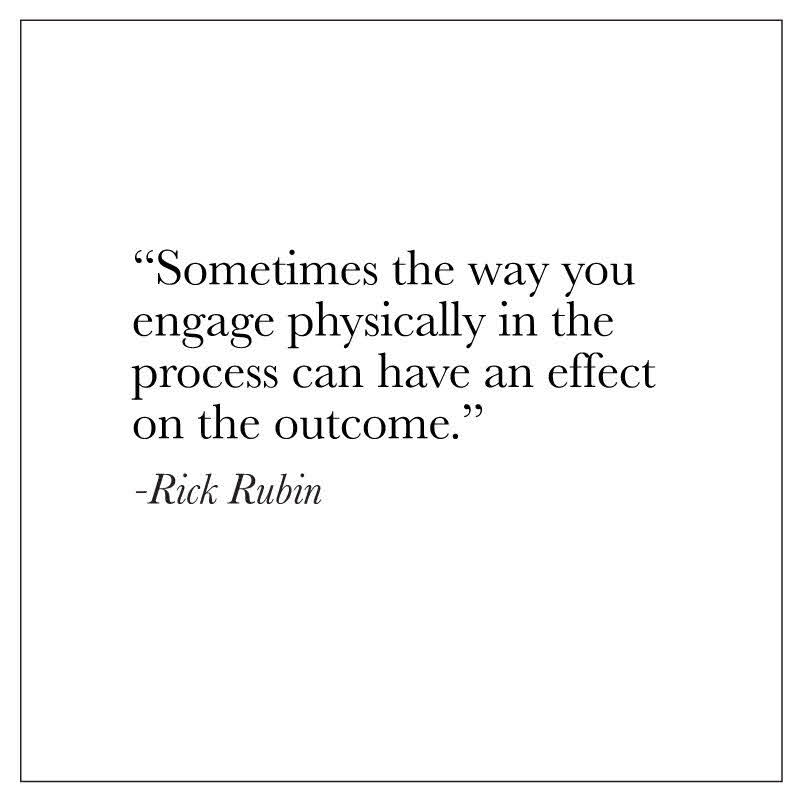 “Sometimes the way you
engage physically in the
process can have an effect
on the outcome.”
-Rick Rubin